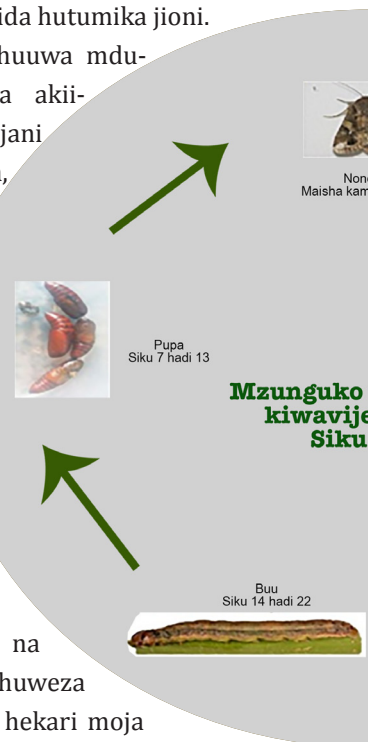 ida hutumika jioni.
huuwa mdu-
a akii-
jani
Pupa
Siku 7 hadi 13
Maisha
Mzunguko
Siku
Buu
Siku 14 hadi 22
na
huweza
hekari moja